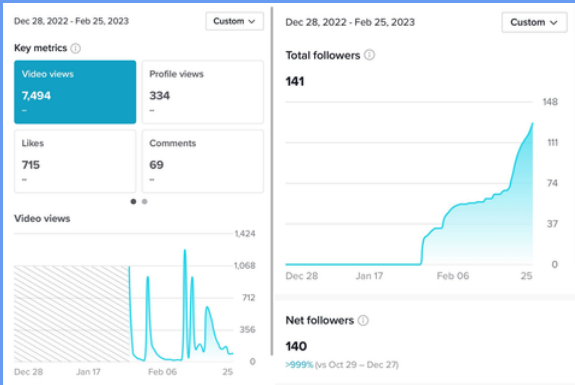 Dec 28, 2022 - Feb 25, 2023
Custom
Key metrics
Video views
7,494
–
Profile views
334
–
Likes
715
–
Comments
69
–
Video views
1,424
1,068
712
356
0
Dec 28 Jan 17 Feb 06 25
Dec 28, 2022 - Feb 25, 2023
Custom
Total followers
141
148
111
74
37
0
Dec 28 Jan 17 Feb 06 25
Net followers
140
>999% (vs Oct 29 – Dec 27)